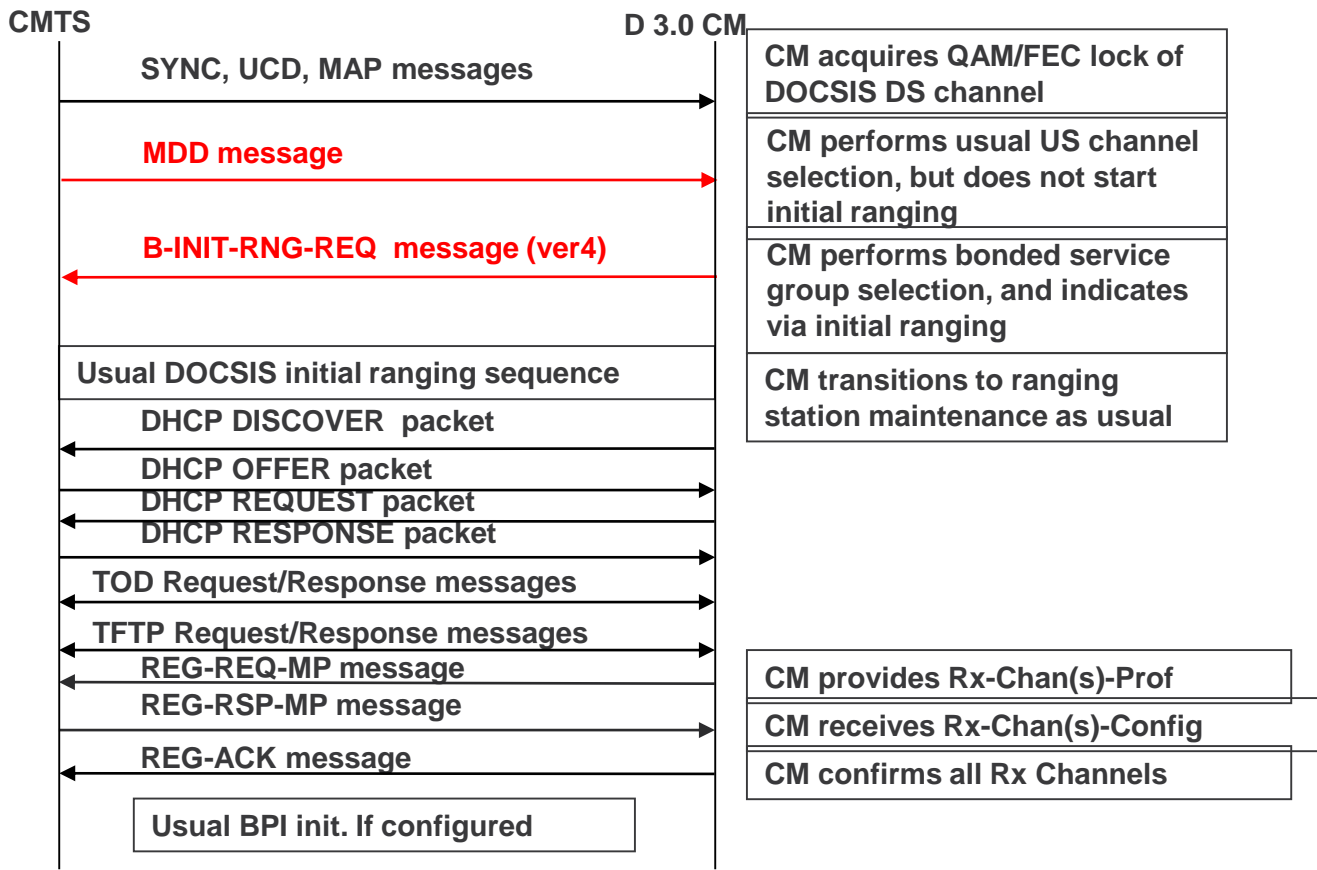 CMTS
D 3.0 CM
SYNC, UCD, MAP messages
CM acquires QAM/FEC lock of
DOCSIS DS channel
MDD message
CM performs usual US channel
selection, but does not start
initial ranging
B-INIT-RNG-REQ message (ver4)
CM performs bonded service
group selection, and indicates
via initial ranging
Usual DOCSIS initial ranging sequence
CM transitions to ranging
station maintenance as usual
DHCP DISCOVER packet
DHCP OFFER packet
DHCP REQUEST packet
DHCP RESPONSE packet
TOD Request/Response messages
TFTP Request/Response messages
REG-REQ-MP message
CM provides Rx-Chan(s)-Prof
REG-RSP-MP message
CM receives Rx-Chan(s)-Config
REG-ACK message
CM confirms all Rx Channels
Usual BPI init. If configured